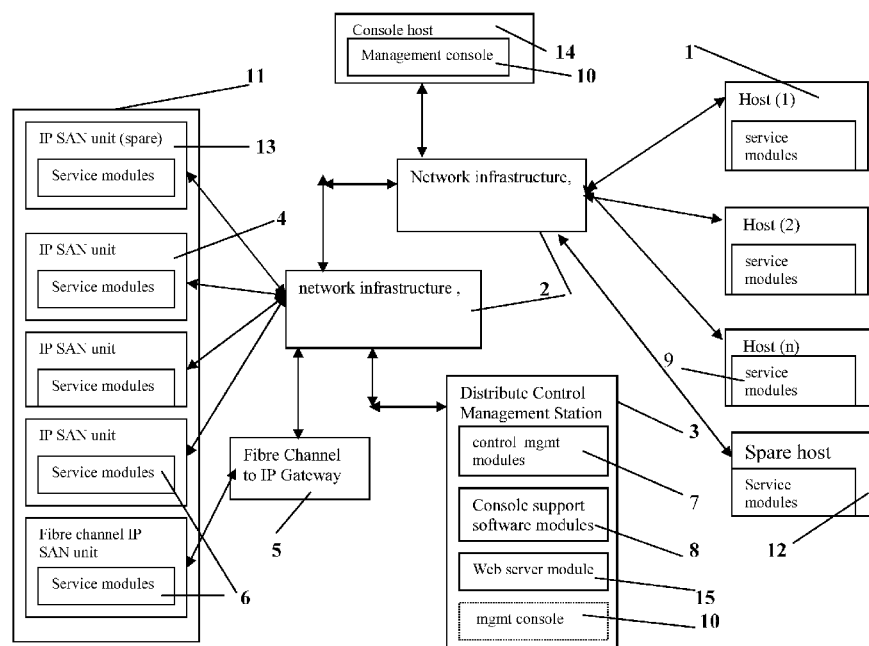 Console host
Management console
14
10
1
11
IP SAN unit (spare)
13
Service modules
4
IP SAN unit
Service modules
IP SAN unit
Service modules
IP SAN unit
Service modules
Fibre channel IP
SAN unit
Service modules
6
Network infrastructure,
network infrastructure ,
2
Fibre Channel
to IP Gateway
5
Distribute Control
Management Station
3
control mgmt
modules
7
Console support
software modules
8
Web server module
15
mgmt console
10
Host (1)
service
modules
Host (2)
service
modules
Host (n)
9
service
modules
Spare host
Service
modules
12